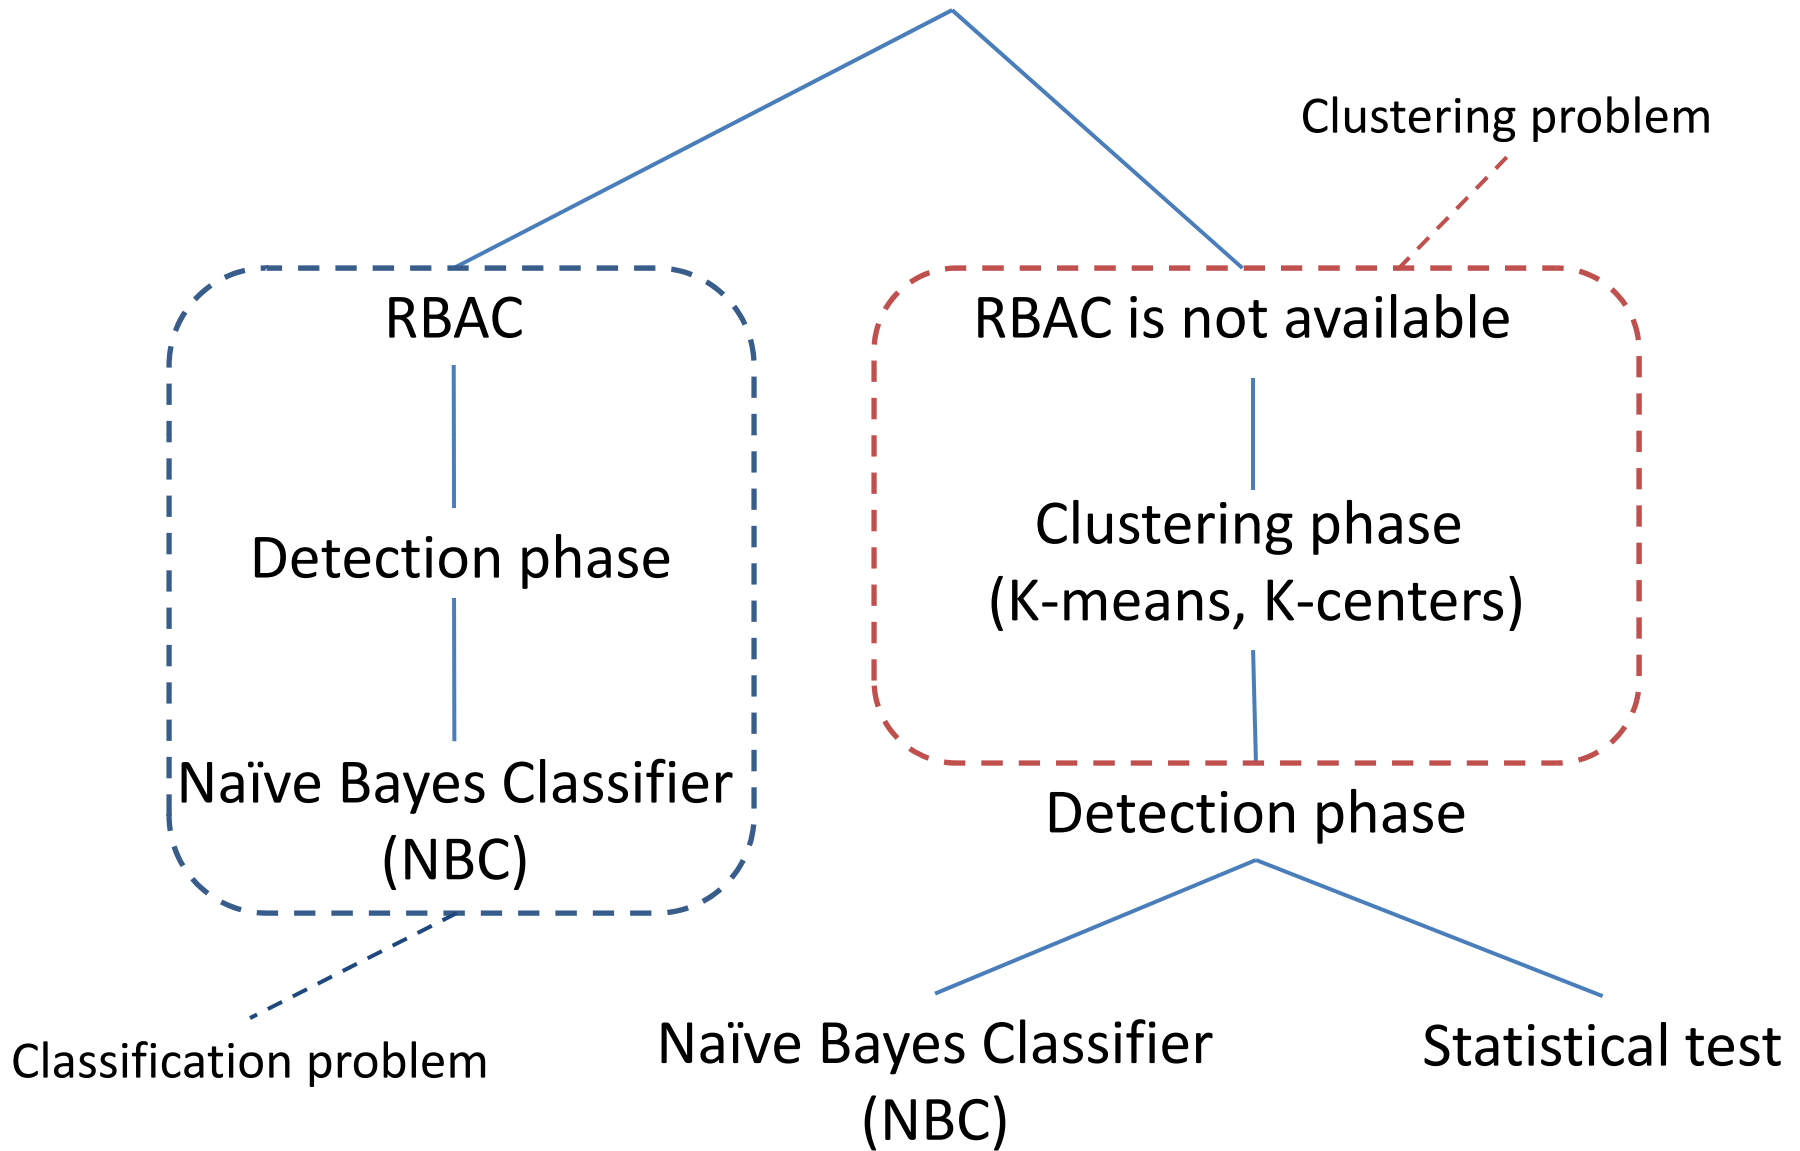 Clustering problem
RBAC
Detection phase
Naïve Bayes Classifier
(NBC)
Classification problem
RBAC is not available
Clustering phase
(K-means, K-centers)
Detection phase
Naïve Bayes Classifier
(NBC)
Statistical test